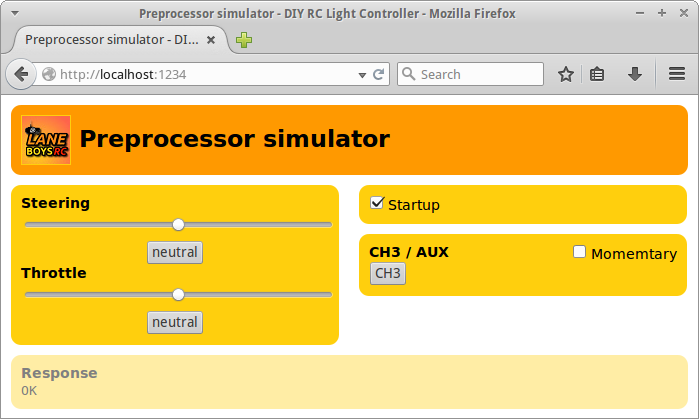 Preprocessor simulator - DIY RC Light Controller - Mozilla Firefox
Preprocessor simulator - DI...
http://localhost:1234
Search
LANE
BOYS RC
Preprocessor simulator
Steering
neutral
Throttle
neutral
Startup
CH3 / AUX
Momemtary
CH3
Response
OK